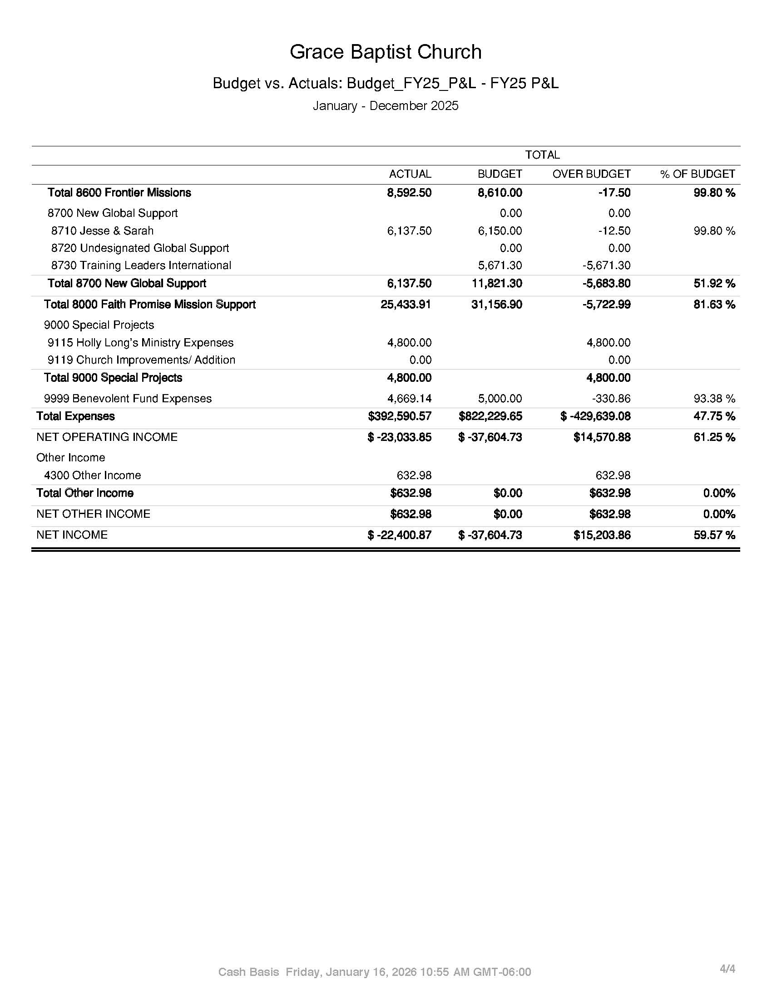 Grace Baptist Church
Budget vs. Actuals: Budget_FY25_P&L - FY25 P&L
January - December 2025
TOTAL
ACTUAL BUDGET OVER BUDGET % OF BUDGET
Total 8600 Frontier Missions 8,592.50 8,610.00 -17.50 99.80 %
8700 New Global Support 0.00 0.00
8710 Jesse & Sarah 6,137.50 6,150.00 -12.50 99.80 %
8720 Undesignated Global Support 0.00 0.00
8730 Training Leaders International 5,671.30 -5,671.30
Total 8700 New Global Support 6,137.50 11,821.30 -5,683.80 51.92 %
Total 8000 Faith Promise Mission Support 25,433.91 31,156.90 -5,722.99 81.63 %
9000 Special Projects
9115 Holly Long’s Ministry Expenses 4,800.00 4,800.00
9119 Church Improvements/ Addition 0.00 0.00
Total 9000 Special Projects 4,800.00 4,800.00
9999 Benevolent Fund Expenses 4,669.14 5,000.00 -330.86 93.38 %
Total Expenses $392,590.57 $822,229.65 $ -429,639.08 47.75 %
NET OPERATING INCOME $ -23,033.85 $ -37,604.73 $14,570.88 61.25 %
Other Income
4300 Other Income 632.98 632.98
Total Other Income $632.98 $0.00 $632.98 0.00%
NET OTHER INCOME $632.98 $0.00 $632.98 0.00%
NET INCOME $ -22,400.87 $ -37,604.73 $15,203.86 59.57 %
Cash Basis  Friday, January 16, 2026 10:55 AM GMT-06:00 4/4